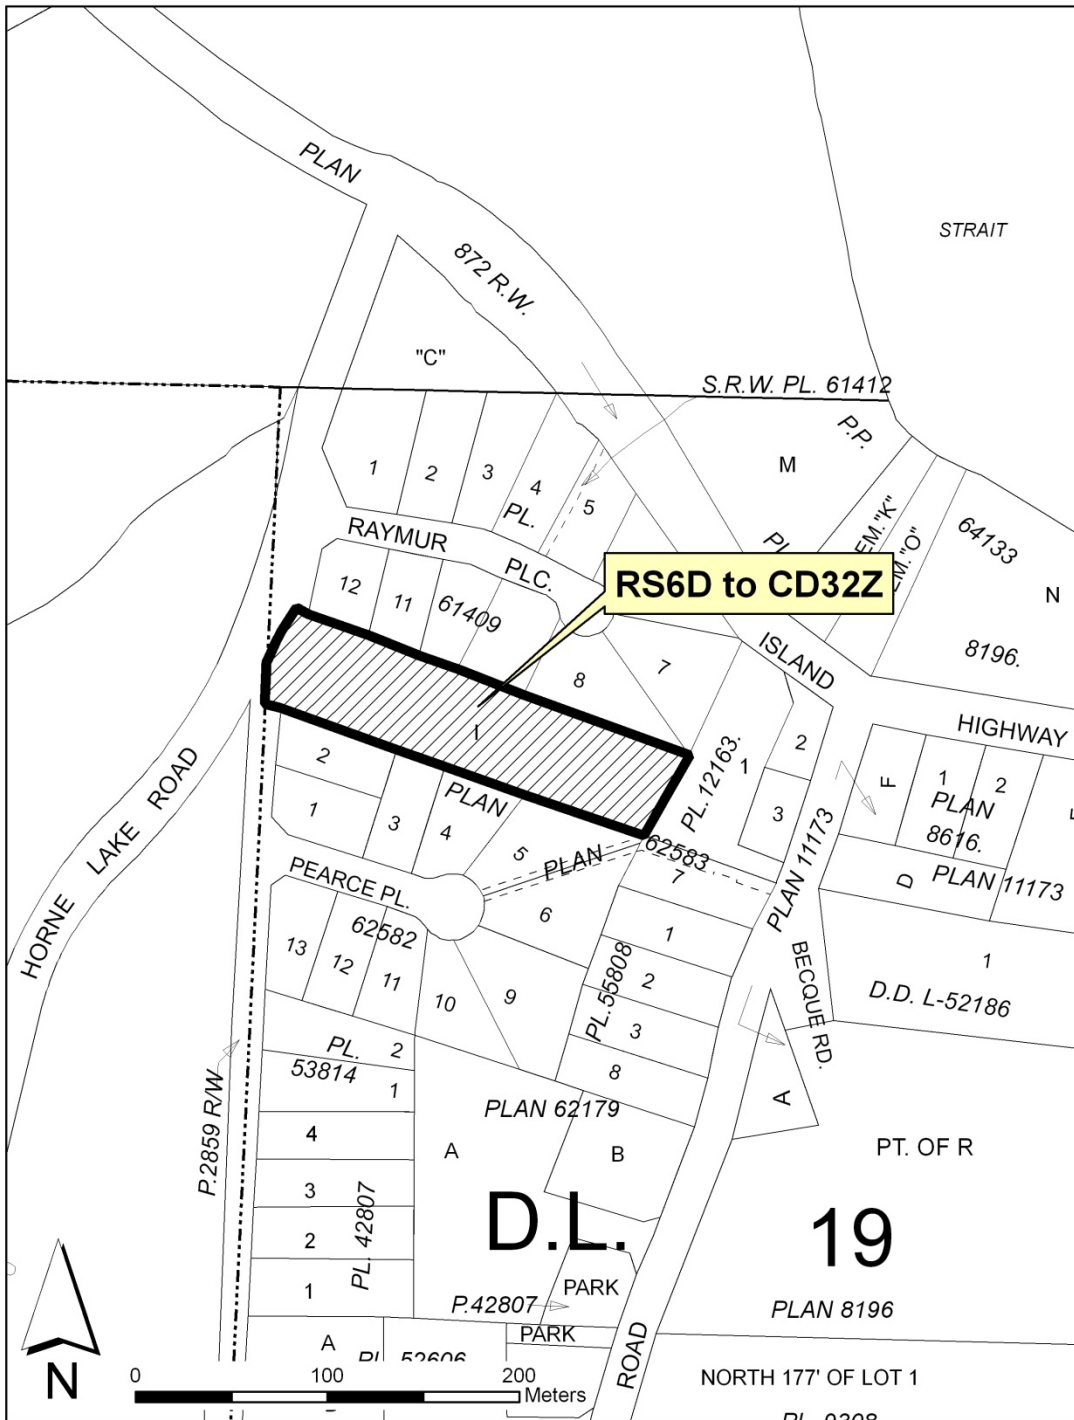 PLAN
STRAIT
872 R.W.
"C"
S.R.W. PL. 61412
P.P.
M
1
2
3
4
5
PL.
EM."K"
EM."O"
64133
N
RAYMUR
PLC.
RS6D to CD32Z
12
11
61409
8
7
8196.
ISLAND
HIGHWAY
I
PL. 12163.
1
2
3
F
1
2
PLAN
8616.
D
PLAN 11173
PLAN 11173
2
1
3
4
PLAN
5
PLAN
62583
7
HORNE LAKE ROAD
PEARCE PL.
6
62582
13
12
11
10
9
1
2
3
8
PL.55808
BECQUE RD.
1
D.D. L-52186
PL.
2
53814
1
P.2859 R/W
PLAN 62179
A
B
A
PT. OF R
4
3
2
1
PL. 42807
D.L.
19
PARK
P.42807
PARK
PLAN 8196
A
52606
ROAD
NORTH 177' OF LOT 1
N
0
100
200
Meters